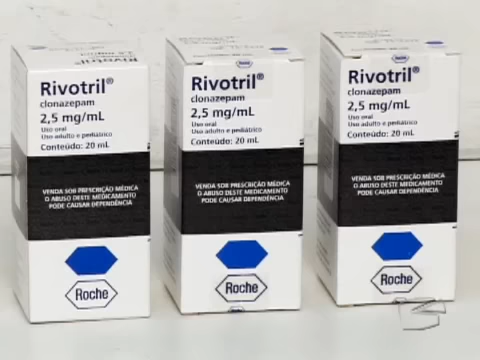 Rivotril®
clonazepam
2,5 mg/mL
Uso oral
Uso adulto e pediátrico
Conteúdo: 20 mL
VENDA SOB PRESCRIÇÃO MÉDICA
O ABUSO DESTE MEDICAMENTO
PODE CAUSAR DEPENDÊNCIA
Roche
Rivotril®
clonazepam
2,5 mg/mL
Uso oral
Uso adulto e pediátrico
Conteúdo: 20 mL
VENDA SOB PRESCRIÇÃO MÉDICA
O ABUSO DESTE MEDICAMENTO
PODE CAUSAR DEPENDÊNCIA
Roche
Rivotril®
clonazepam
2,5 mg/mL
Uso oral
Uso adulto e pediátrico
Conteúdo: 20 mL
VENDA SOB PRESCRIÇÃO MÉDICA
O ABUSO DESTE MEDICAMENTO
PODE CAUSAR DEPENDÊNCIA
Roche